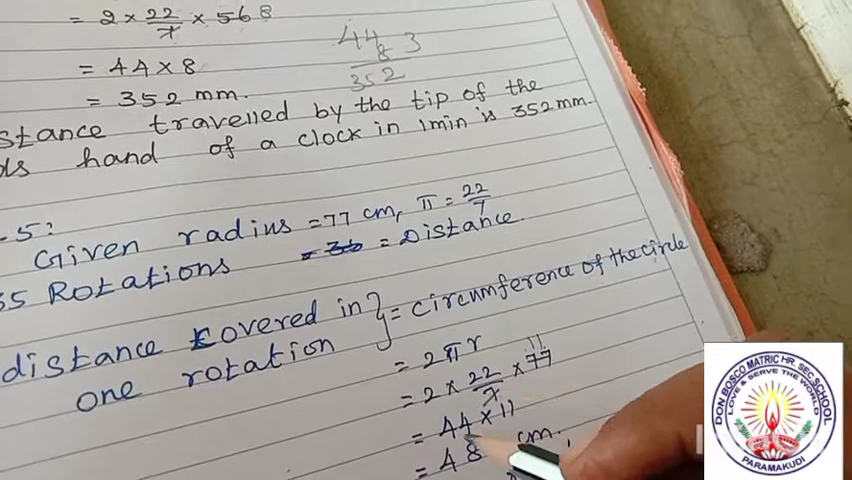 = 2 × 22/7 × 568
= 44 × 8
= 352 mm.
44
8 3
352
stance travelled by the tip of the
hand of a clock in 1min is 352mm.
-5:
Given radius = 77 cm, π = 22/7
35 Rotations = Distance.
distance covered in } = circumference of the circle
one rotation
= 2πr
= 2 × 22/7 × 77
11
= 44 × 11
= 48 cm.
DON BOSCO MATRIC HR. SEC. SCHOOL
LOVE & SERVE THE WORLD
PARAMAKUDI